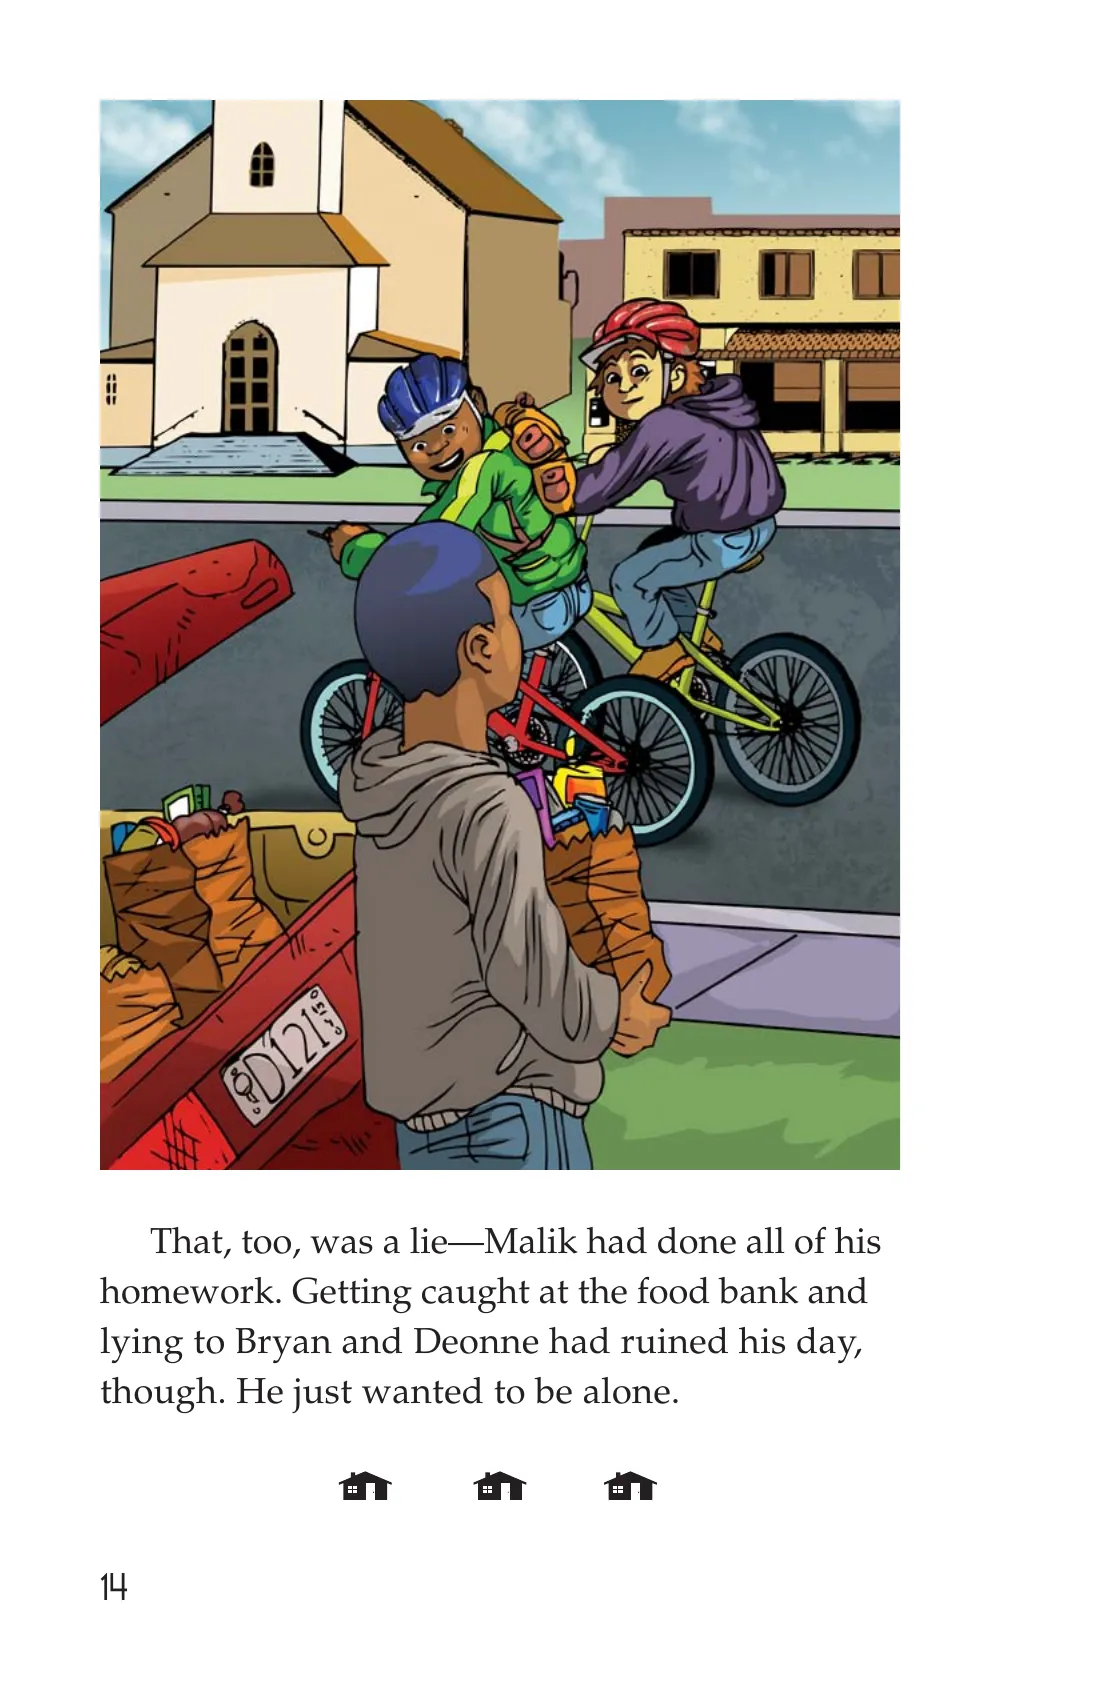 D121
That, too, was a lie—Malik had done all of his
homework. Getting caught at the food bank and
lying to Bryan and Deonne had ruined his day,
though. He just wanted to be alone.
14